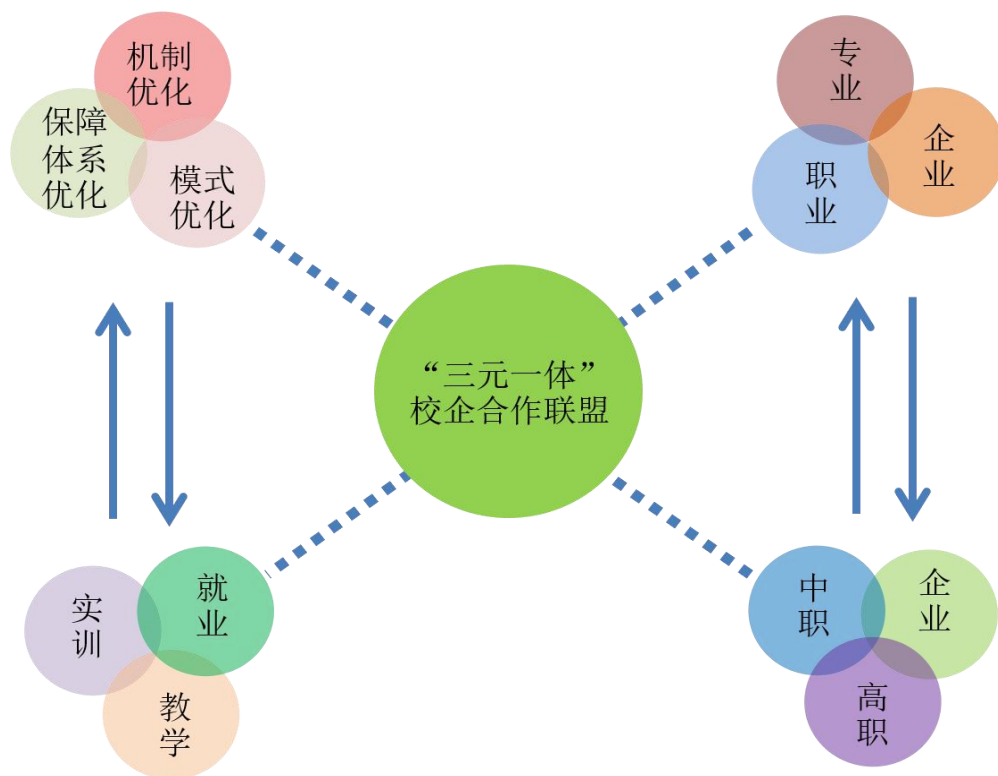 机制
优化
保障
体系
优化
模式
优化
专
业
企
业
职
业
“三元一体”
校企合作联盟
实
训
就
业
教
学
中
职
企
业
高
职